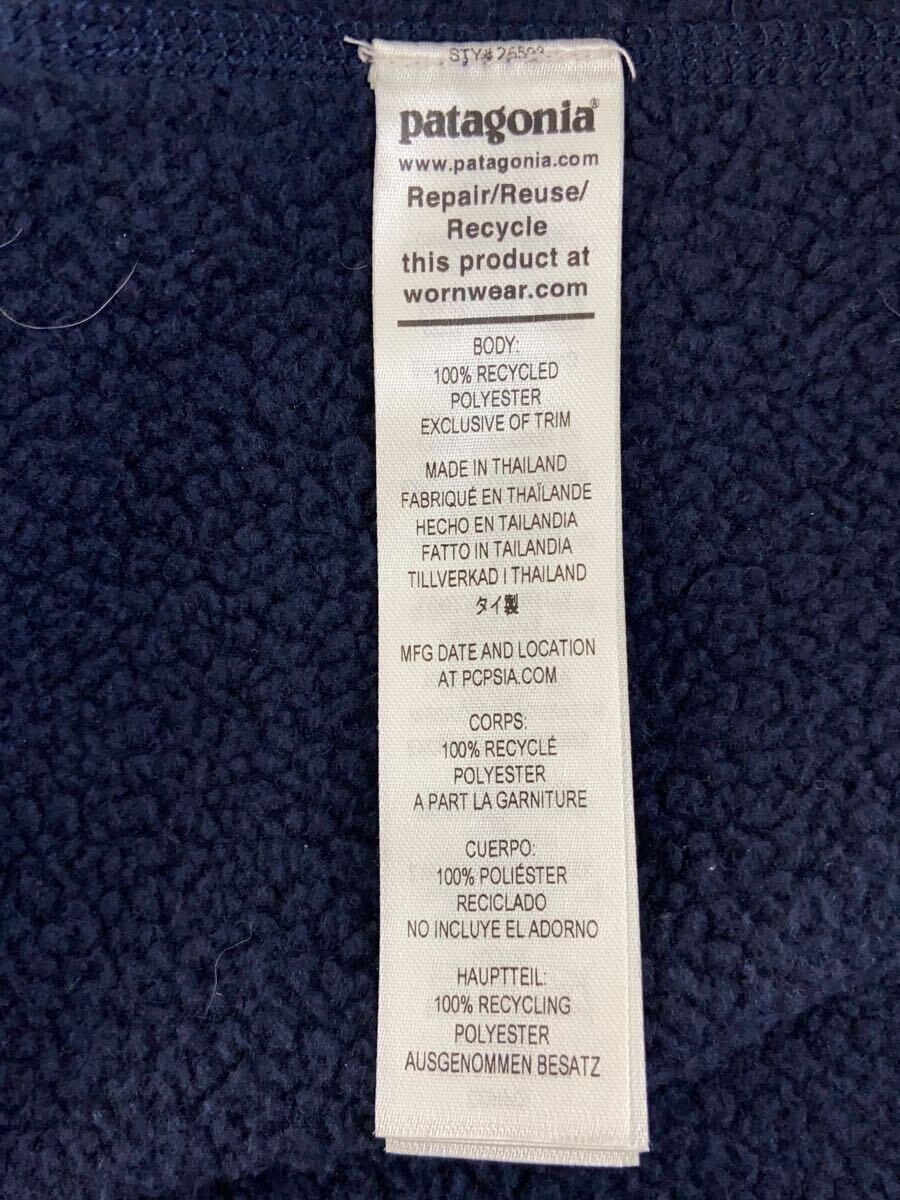 STY#
patagonia®
www.patagonia.com
Repair/Reuse/
Recycle
this product at
wornwear.com
BODY:
100% RECYCLED
POLYESTER
EXCLUSIVE OF TRIM
MADE IN THAILAND
FABRIQUÉ EN THAÏLANDE
HECHO EN TAILANDIA
FATTO IN TAILANDIA
TILLVERKAD I THAILAND
タイ製
MFG DATE AND LOCATION
AT PCPSIA.COM
CORPS:
100% RECYCLÉ
POLYESTER
A PART LA GARNITURE
CUERPO:
100% POLIÉSTER
RECICLADO
NO INCLUYE EL ADORNO
HAUPTTEIL:
100% RECYCLING
POLYESTER
AUSGENOMMEN BESATZ